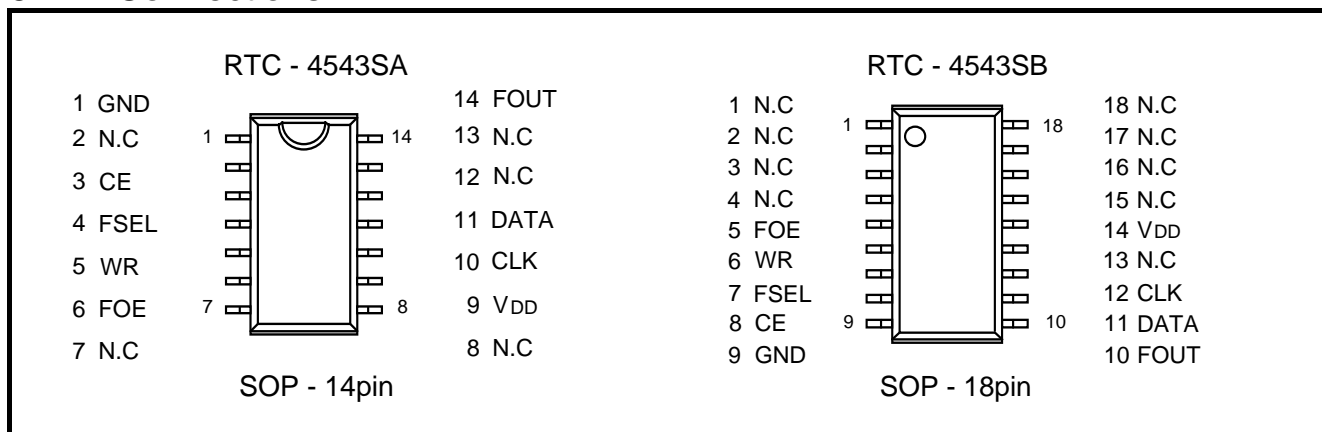 RTC - 4543SA
1 GND
2 N.C
3 CE
4 FSEL
5 WR
6 FOE
7 N.C
1
7
14
8
14 FOUT
13 N.C
12 N.C
11 DATA
10 CLK
9 VDD
8 N.C
SOP - 14pin
RTC - 4543SB
1 N.C
2 N.C
3 N.C
4 N.C
5 FOE
6 WR
7 FSEL
8 CE
9 GND
1
9
18
10
18 N.C
17 N.C
16 N.C
15 N.C
14 VDD
13 N.C
12 CLK
11 DATA
10 FOUT
SOP - 18pin